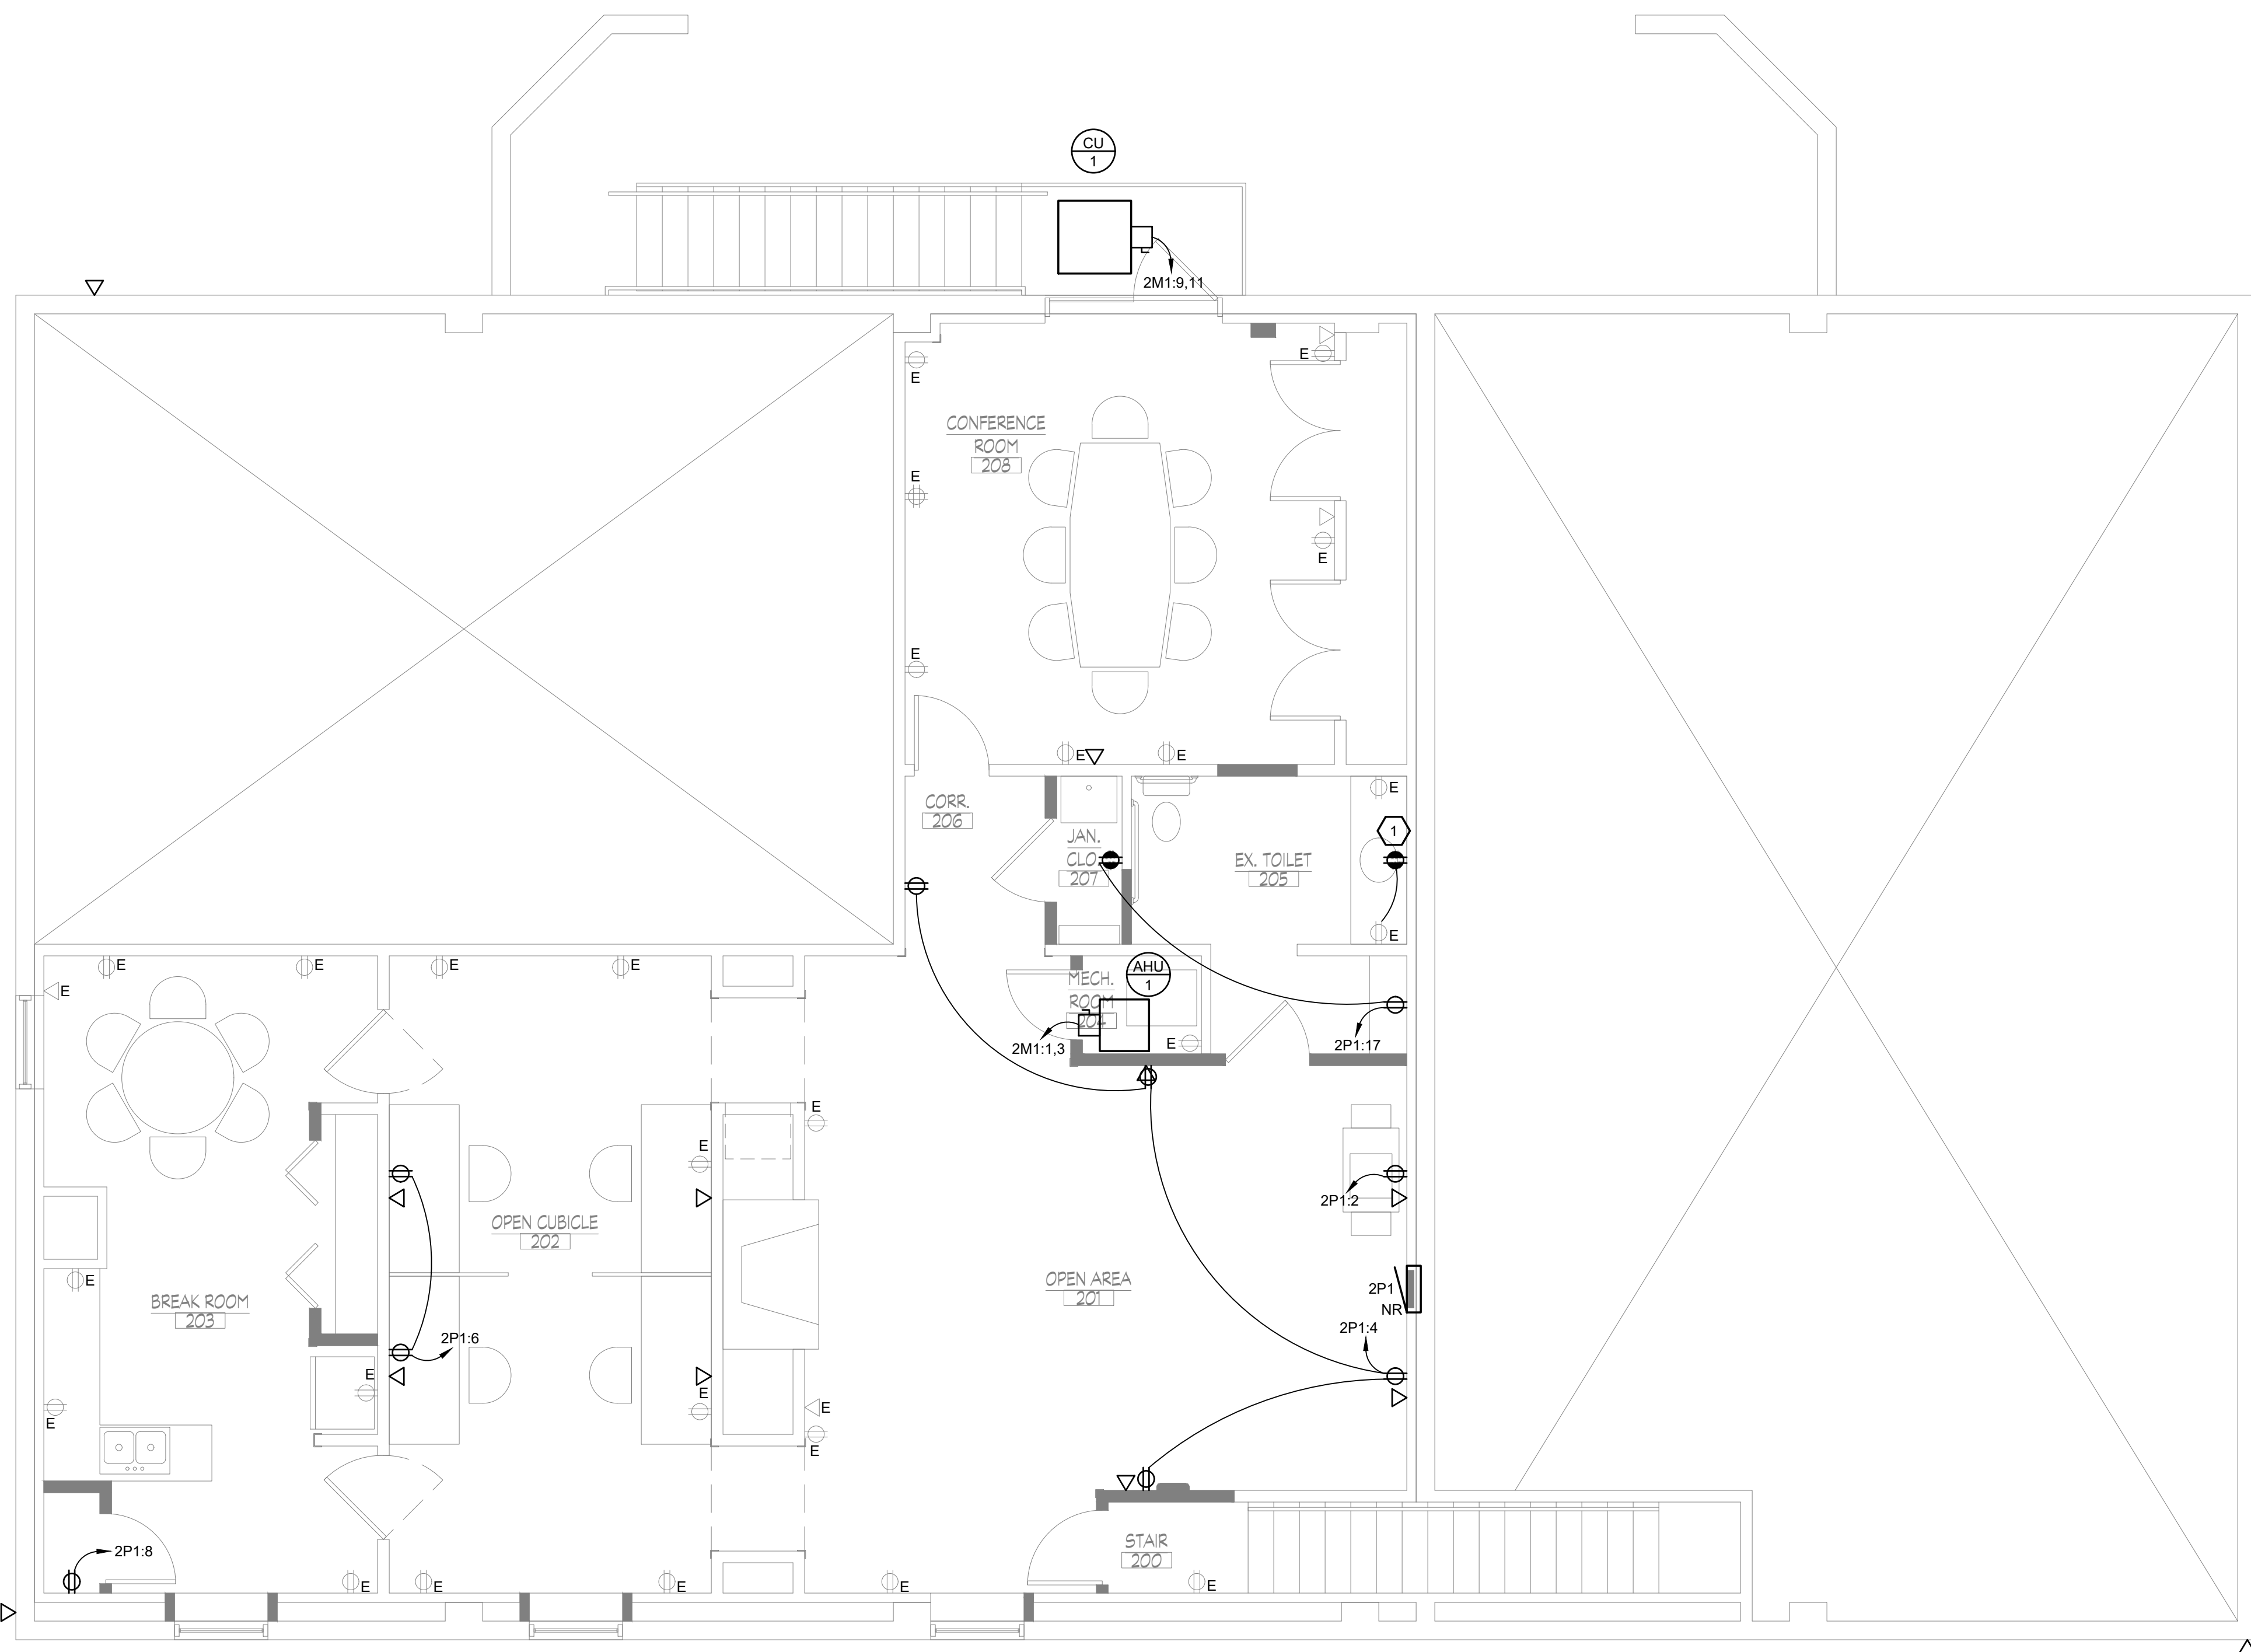 CU
1
2M1:9,11
E
E
CONFERENCE
ROOM
208
E
E
E
E
E
E
CORR.
206
JAN.
CLO.
207
EX. TOILET
205
1
E
E
E
E
E
E
E
MECH.
ROOM
204
AHU
1
2M1:1,3
E
2P1:17
E
E
2P1:2
OPEN CUBICLE
202
OPEN AREA
201
E
BREAK ROOM
203
2P1
NR
2P1:6
2P1:4
E
E
E
E
E
2P1:8
STAIR
200
E
E
E
E
E